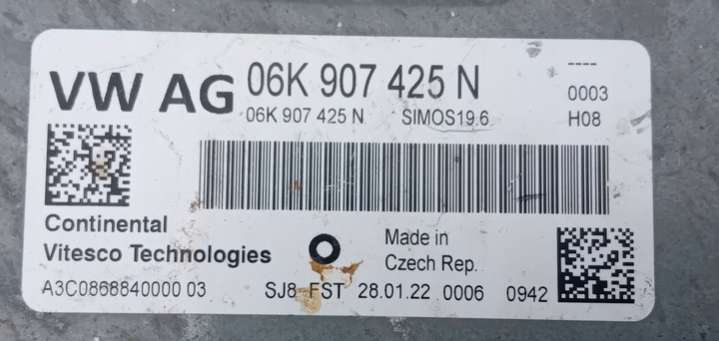 VW AG 06K 907 425 N ----
06K 907 425 N SIMOS19.6 0003
H08
Continental
Vitesco Technologies
Made in
Czech Rep.
A3C0868840000 03 SJ8 FST 28.01.22 0006 0942